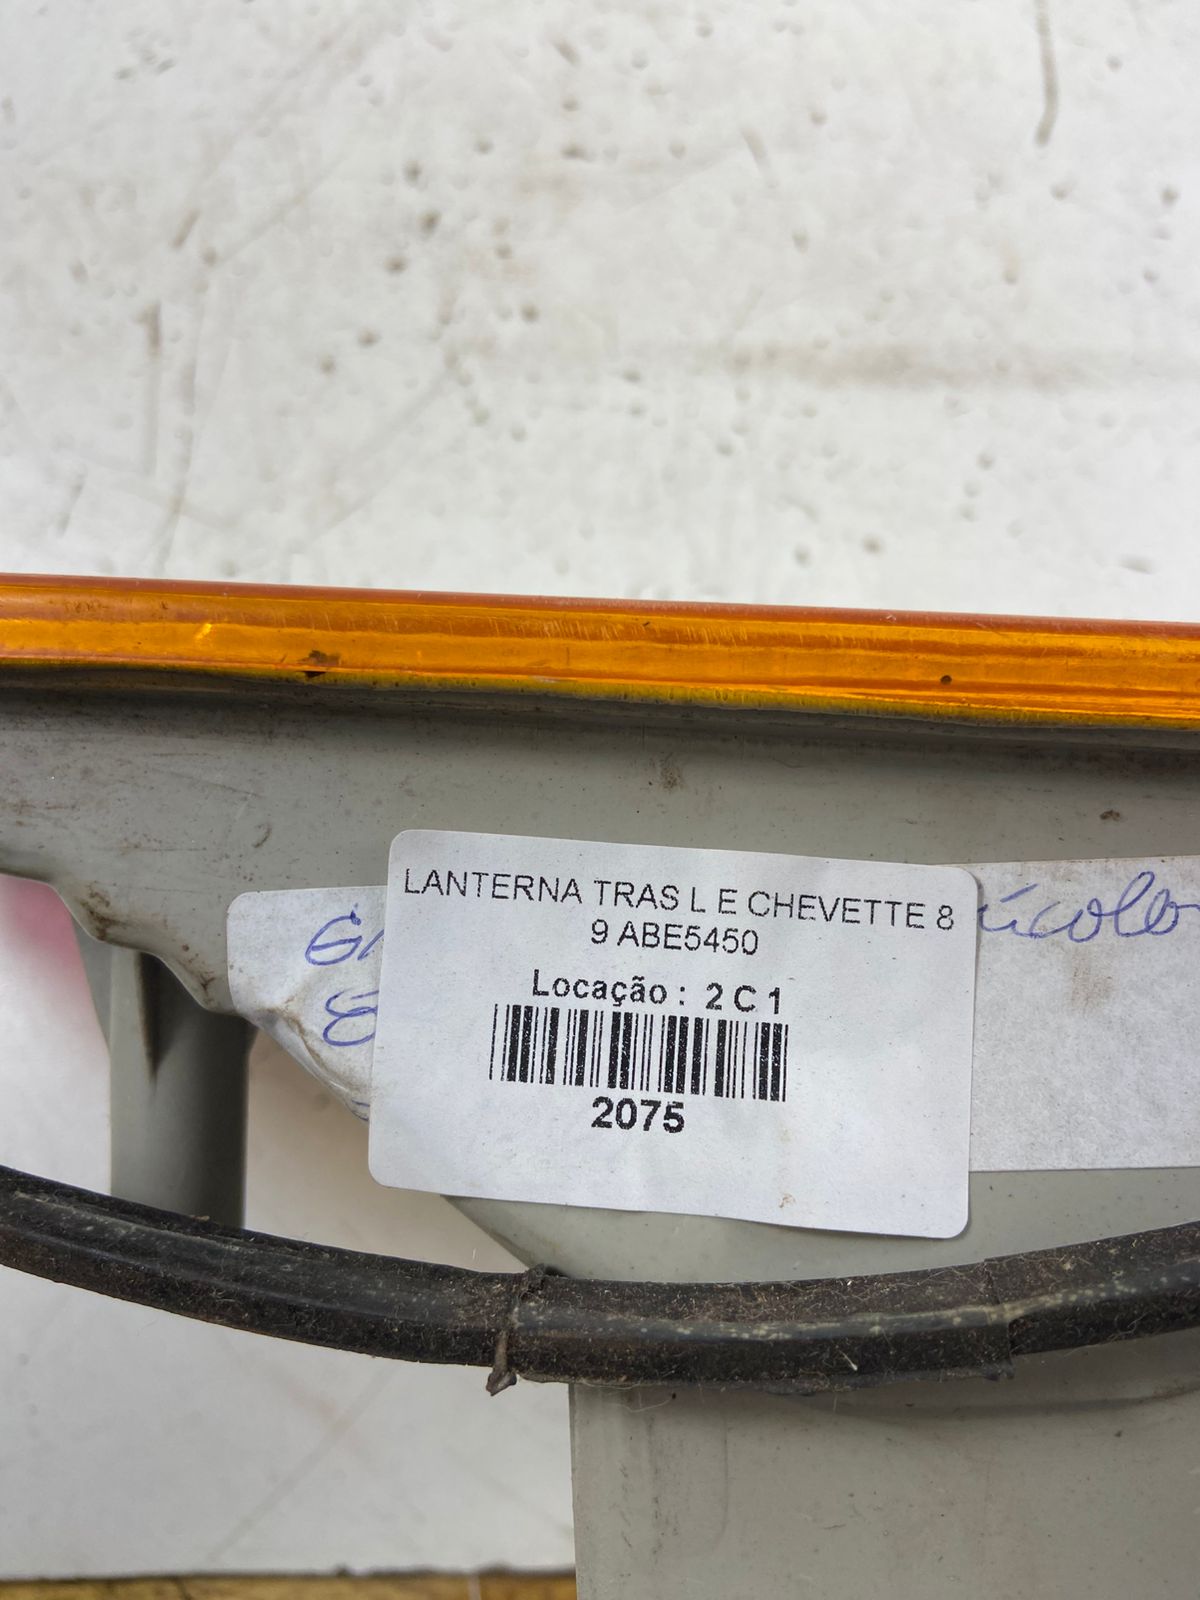 LANTERNA TRAS L E CHEVETTE 8
9 ABE5450
Locação : 2 C 1
2075